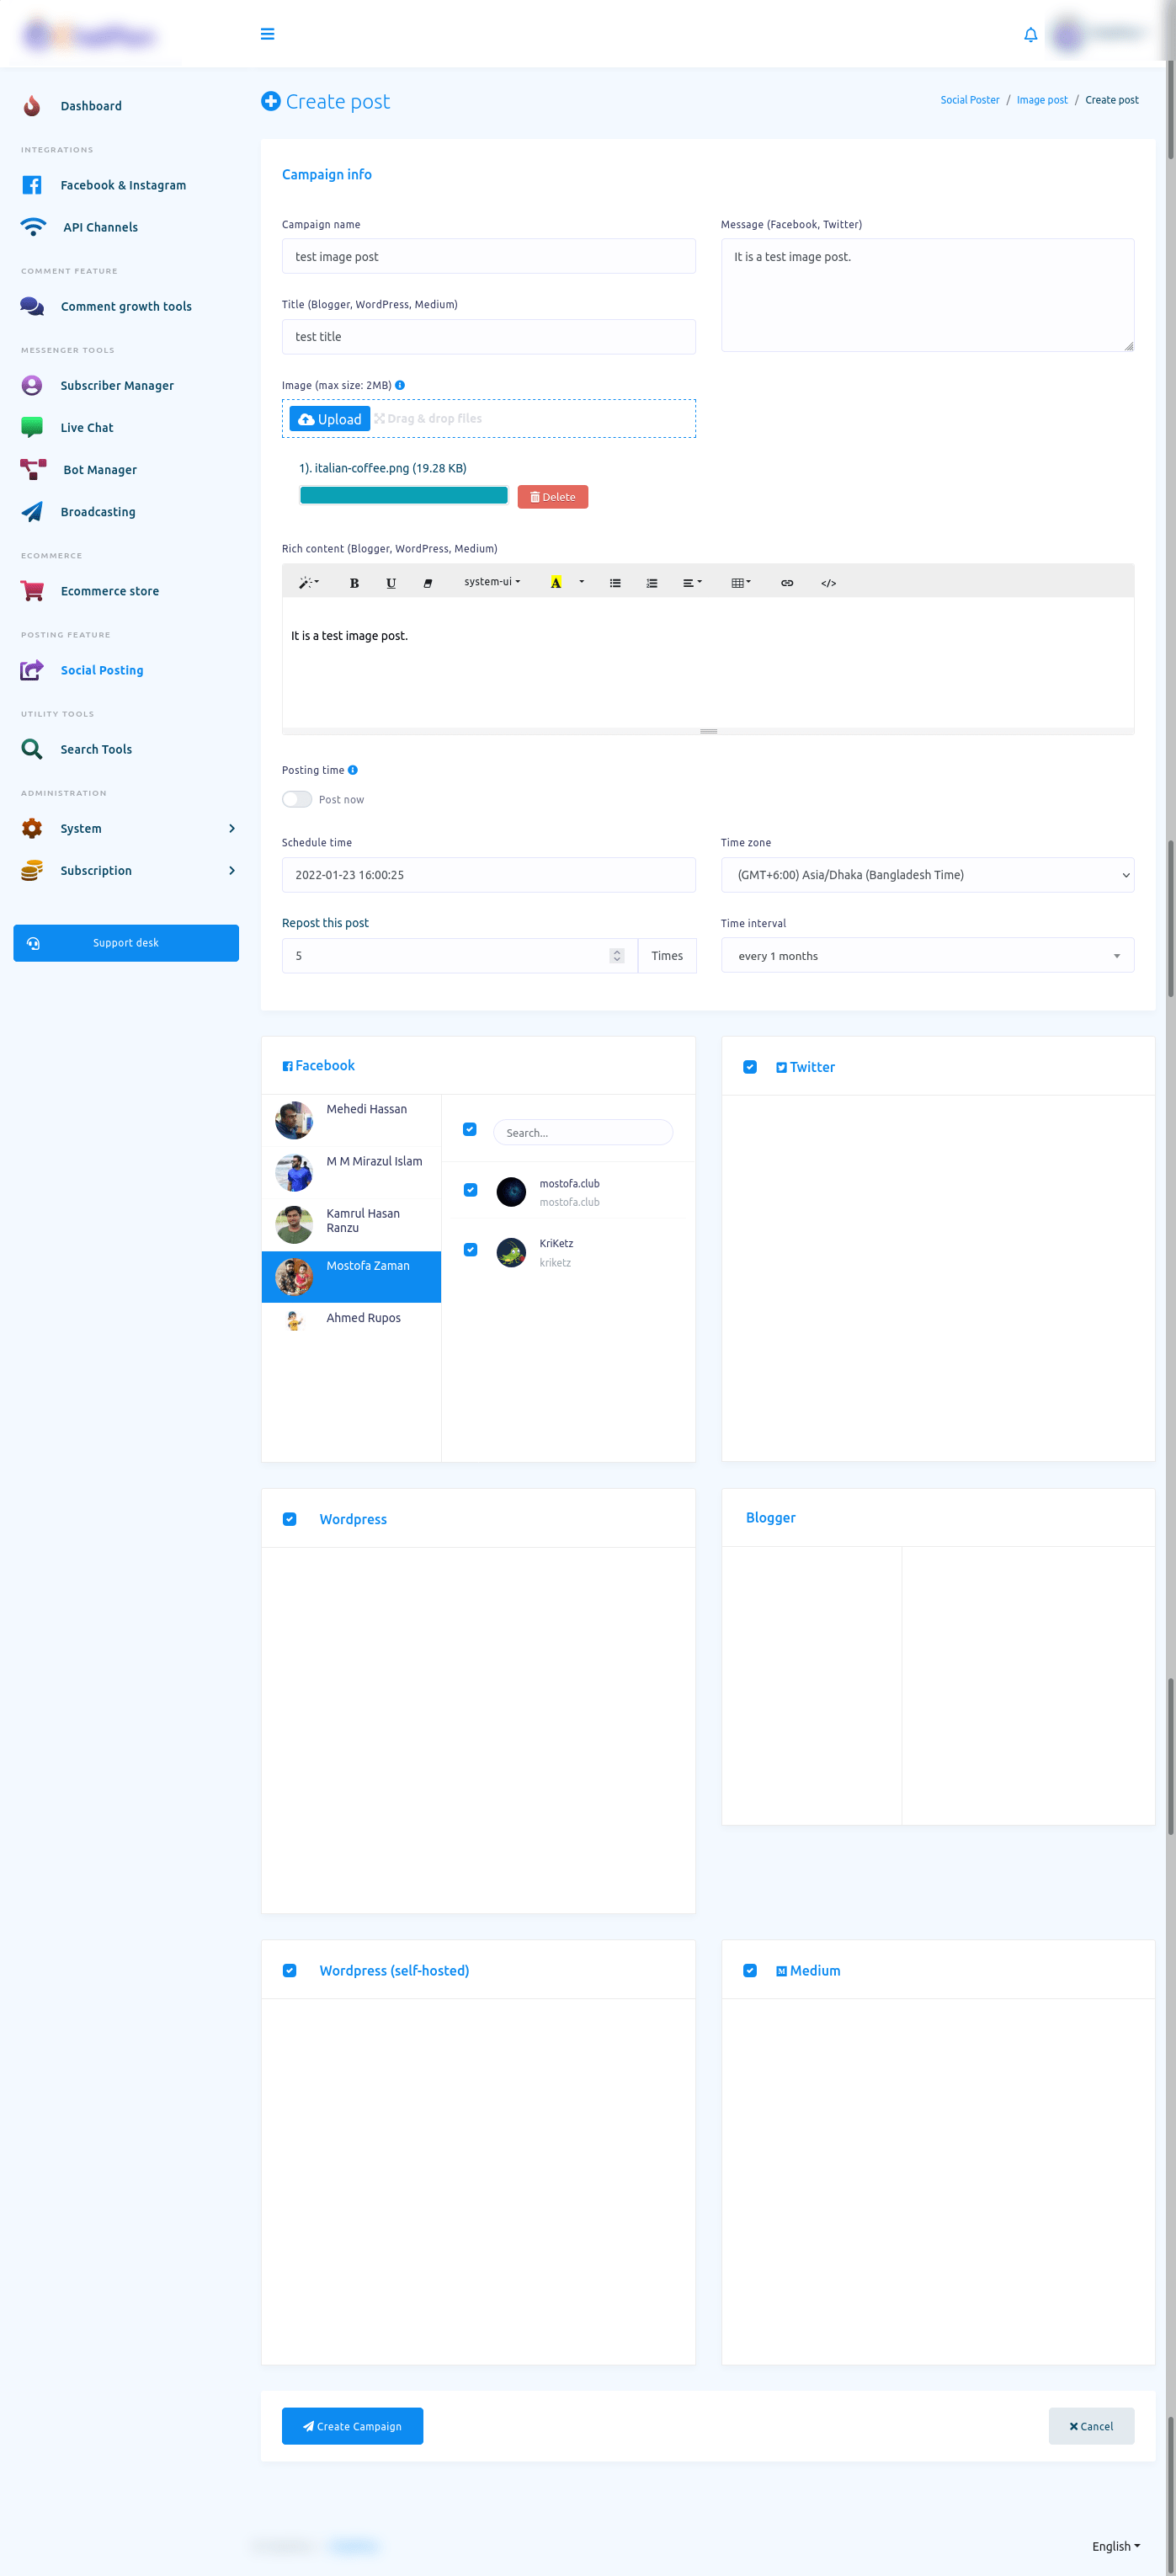 Create post
Social Poster / Image post / Create post
Dashboard
INTEGRATIONS
Facebook & Instagram
API Channels
COMMENT FEATURE
Comment growth tools
MESSENGER TOOLS
Subscriber Manager
Live Chat
Bot Manager
Broadcasting
ECOMMERCE
Ecommerce store
POSTING FEATURE
Social Posting
UTILITY TOOLS
Search Tools
ADMINISTRATION
System
Subscription
Support desk
Campaign info
Campaign name
test image post
Message (Facebook, Twitter)
It is a test image post.
Title (Blogger, WordPress, Medium)
test title
Image (max size: 2MB)
Upload Drag & drop files
1). italian-coffee.png (19.28 KB)
Delete
Rich content (Blogger, WordPress, Medium)
B U system-ui A </>
It is a test image post.
Posting time
Post now
Schedule time
2022-01-23 16:00:25
Time zone
(GMT+6:00) Asia/Dhaka (Bangladesh Time)
Repost this post
5 Times
Time interval
every 1 months
Facebook
Mehedi Hassan
M M Mirazul Islam
Kamrul Hasan
Ranzu
Mostofa Zaman
Ahmed Rupos
Search...
mostofa.club
mostofa.club
KriKetz
kriketz
Twitter
Wordpress
Blogger
Wordpress (self-hosted)
Medium
Create Campaign
Cancel
English